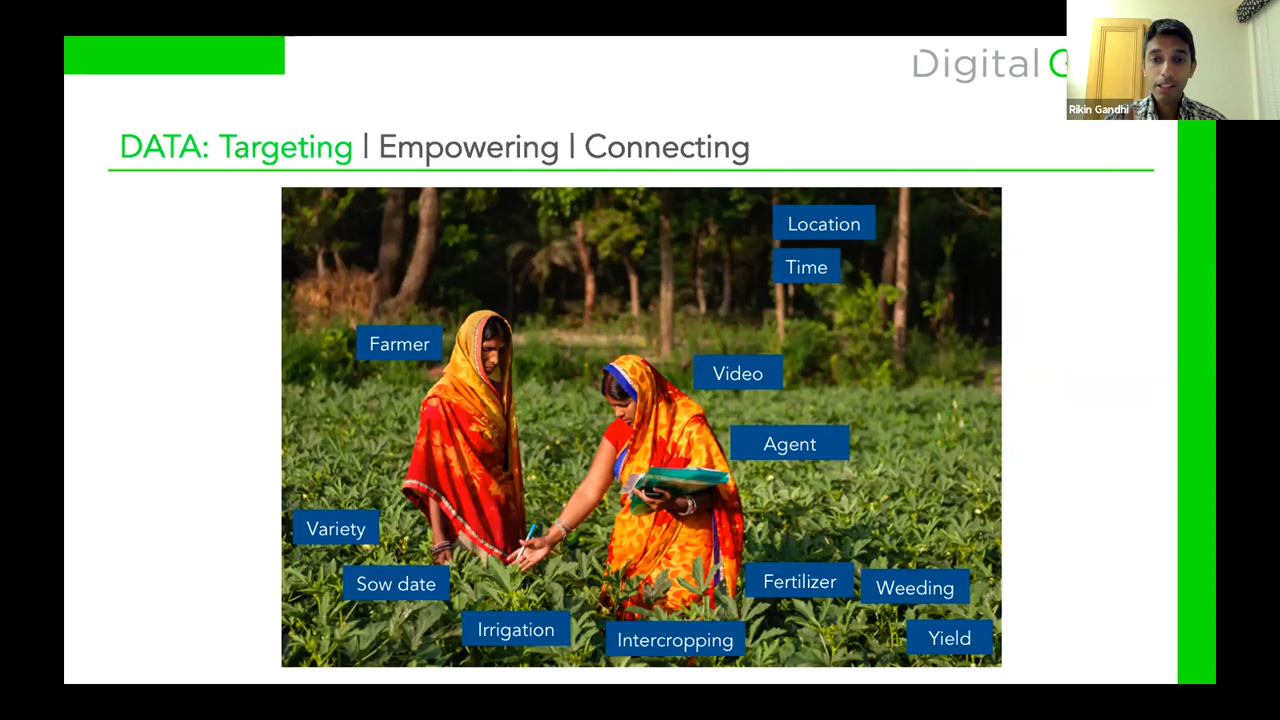 Digital G
Rikin Gandhi
DATA: Targeting | Empowering | Connecting
Location
Time
Farmer
Video
Agent
Variety
Sow date
Fertilizer
Weeding
Irrigation
Intercropping
Yield